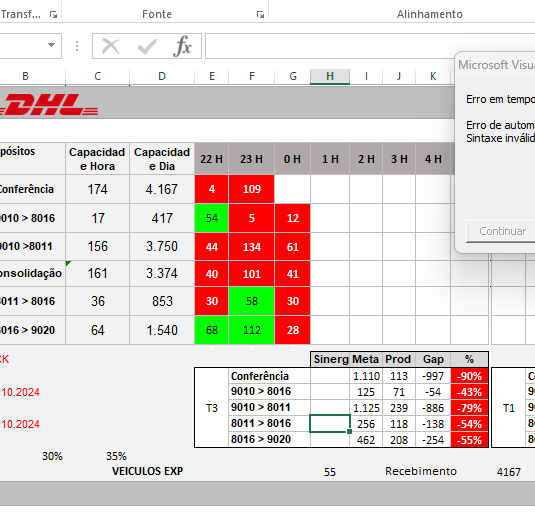 Transf...
Fonte
Alinhamento
fx
B C D E F G H I J K
Microsoft Visua
Erro em tempo
Erro de autom
Sintaxe inválid
Continuar
DHL
pósitos Capacidad e Hora Capacidad e Dia 22 H 23 H 0 H 1 H 2 H 3 H 4 H
Conferência 174 4.167 4 109
9010 > 8016 17 417 54 5 12
9010 >8011 156 3.750 44 134 61
onsolidação 161 3.374 40 101 41
8011 > 8016 36 853 30 58 30
8016 > 9020 64 1.540 68 112 28
CK
Sinerg Meta Prod Gap %
Conferência 1.110 113 -997 -90% C
10.2024 9010 > 8016 125 71 -54 -43% 9
T3 9010 > 8011 1.125 239 -886 -79% T1 9
10.2024 8011 > 8016 256 118 -138 -54% 8
8016 > 9020 462 208 -254 -55% 8
30% 35%
VEICULOS EXP 55 Recebimento 4167